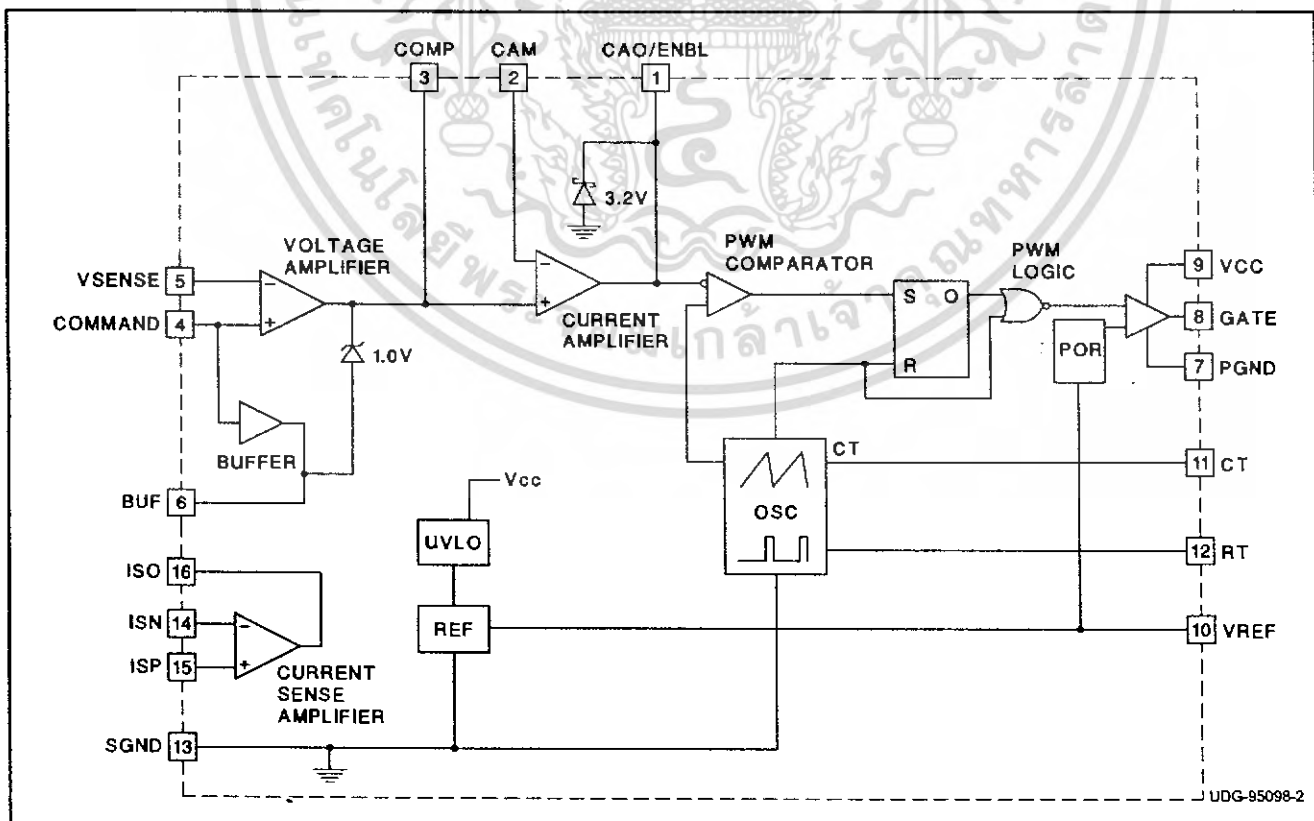 COMP CAM CAO/ENBL
3 2 1
3.2V
VOLTAGE
AMPLIFIER
PWM
COMPARATOR
PWM
LOGIC
VSENSE 5
COMMAND 4
−
+
−
+
CURRENT
AMPLIFIER
1.0V
S O
R
POR
9 VCC
8 GATE
7 PGND
BUFFER
BUF 6
Vcc
UVLO
REF
OSC
CT
11 CT
12 RT
10 VREF
ISO 16
ISN 14
ISP 15
−
+
CURRENT
SENSE
AMPLIFIER
SGND 13
UDG-95098-2